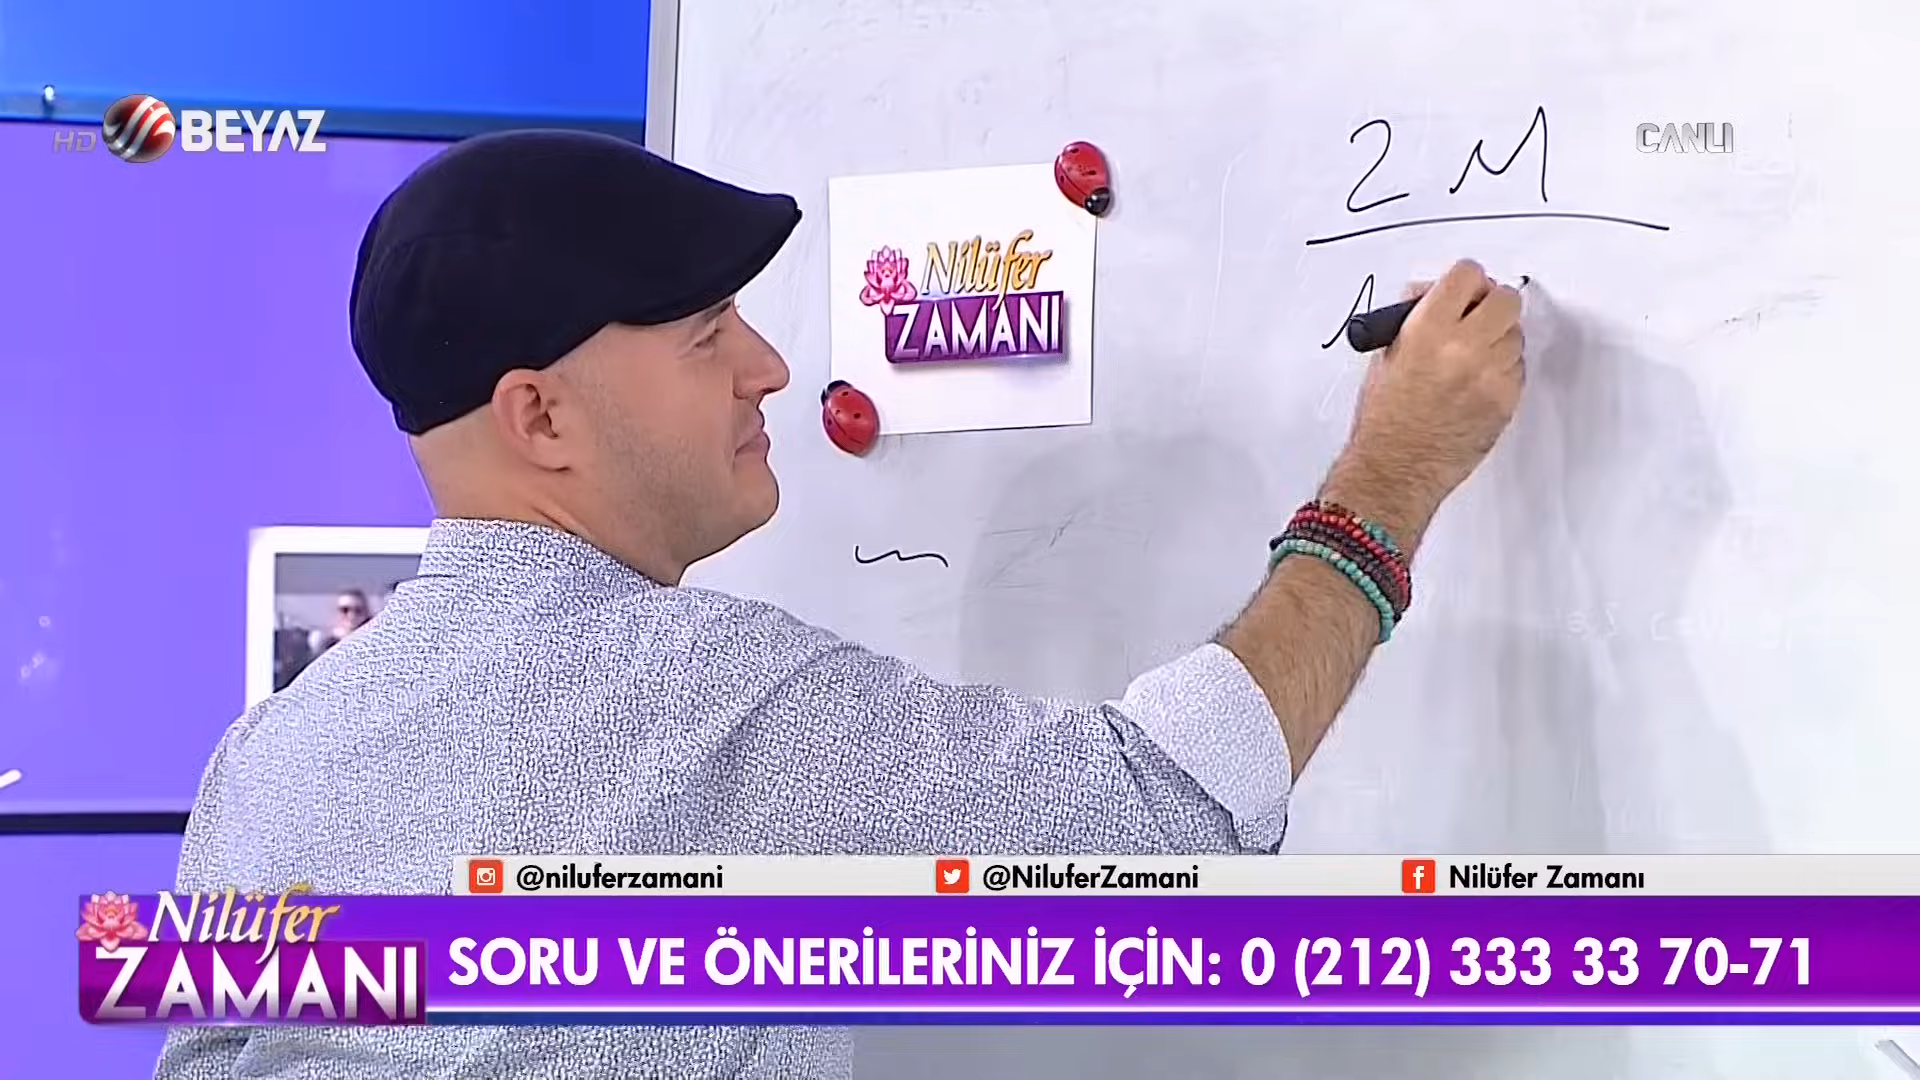 HD BEYAZ
CANLI
2 M
Nilüfer
ZAMANI
@niluferzamani
@NiluferZamani
Nilüfer Zamanı
Nilüfer
ZAMANI
SORU VE ÖNERİLERİNİZ İÇİN: 0 (212) 333 33 70-71